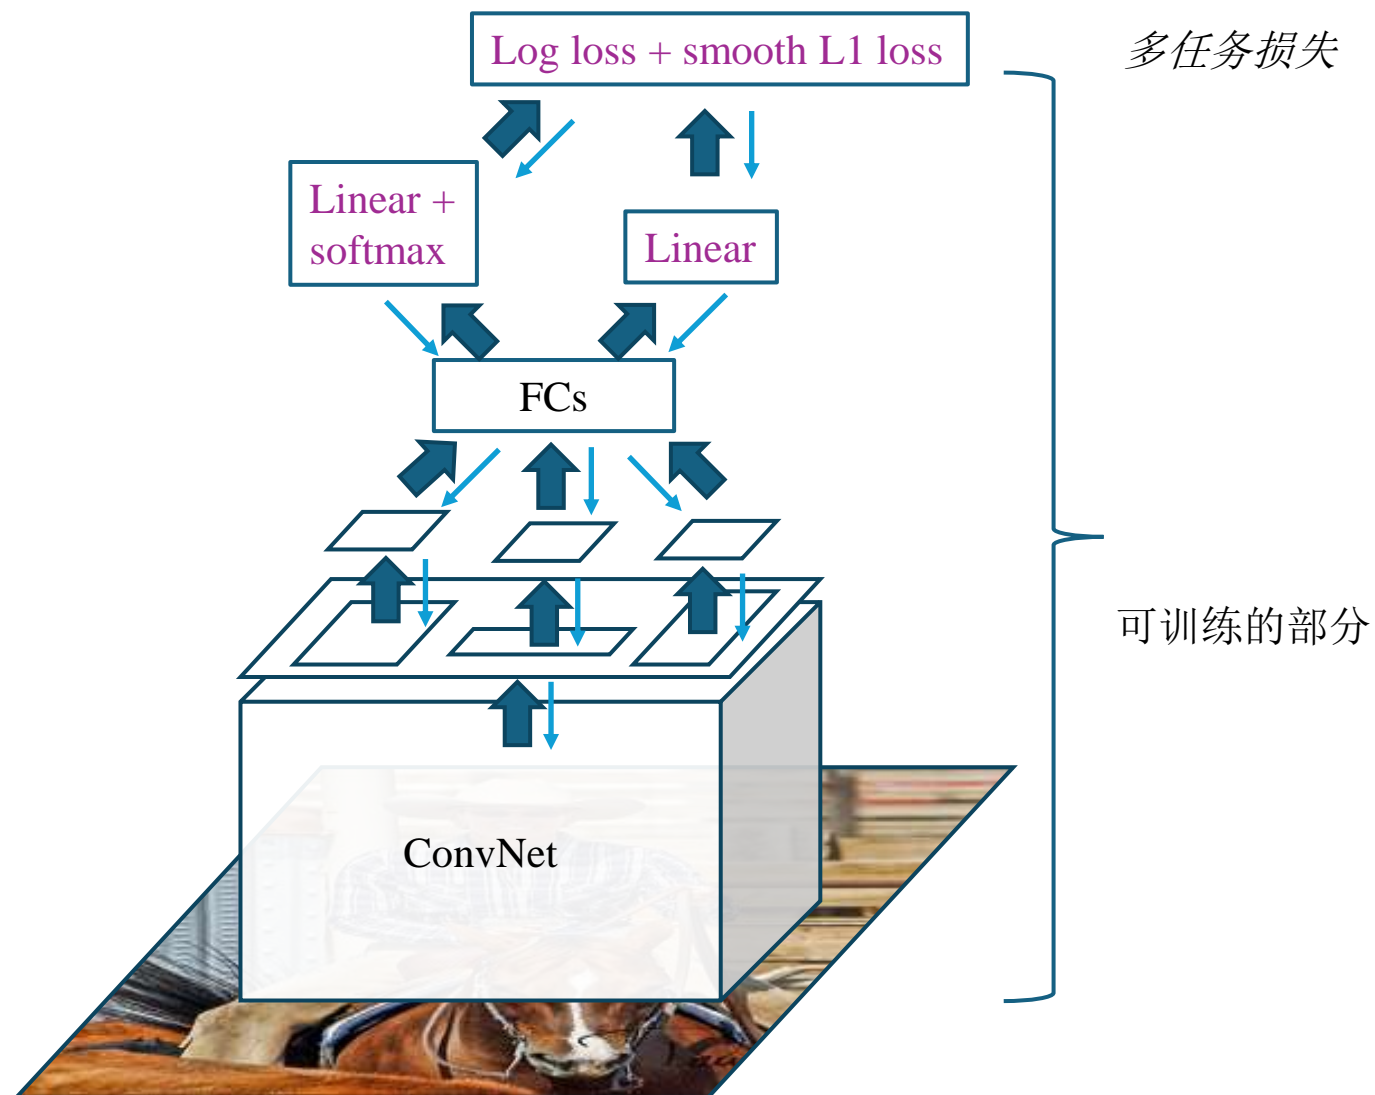 Log loss + smooth L1 loss
多任务损失
Linear +
softmax
Linear
FCs
可训练的部分
ConvNet